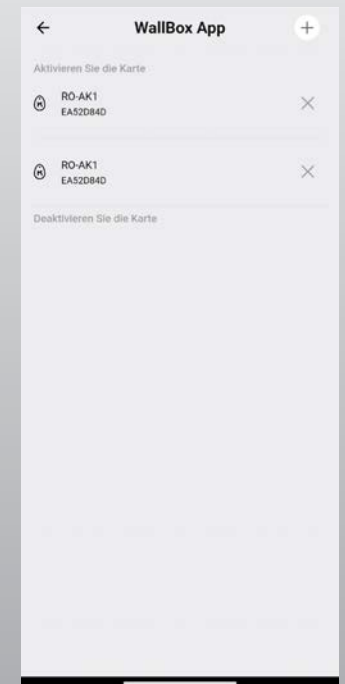 WallBox App
Aktivieren Sie die Karte
RO-AK1
EA52D84D
RO-AK1
EA52D84D
Deaktivieren Sie die Karte